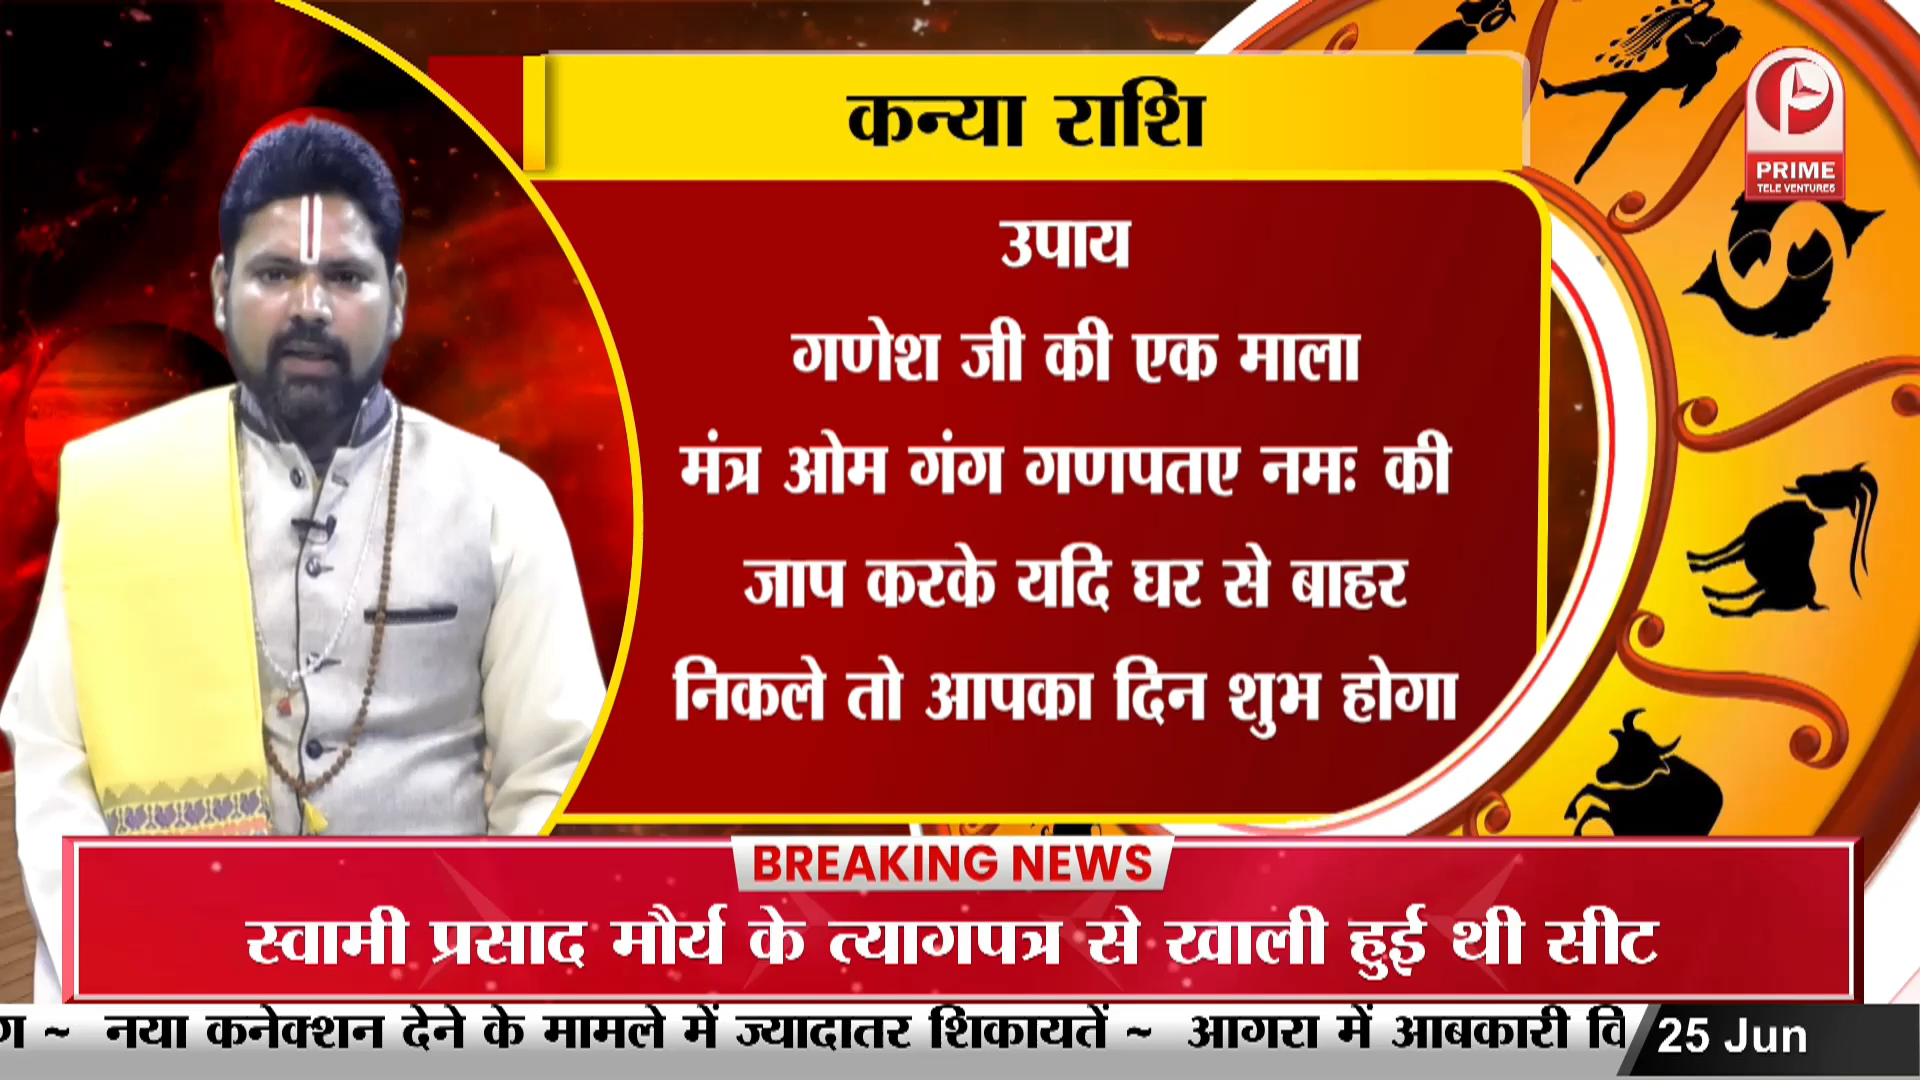 कन्या राशि
PRIME
TELE VENTURES
उपाय
गणेश जी की एक माला
मंत्र ओम गंग गणपतए नमः की
जाप करके यदि घर से बाहर
निकले तो आपका दिन शुभ होगा
BREAKING NEWS
स्वामी प्रसाद मौर्य के त्यागपत्र से खाली हुई थी सीट
~ नया कनेक्शन देने के मामले में ज्यादातर शिकायतें ~ आगरा में आबकारी वि
25 Jun